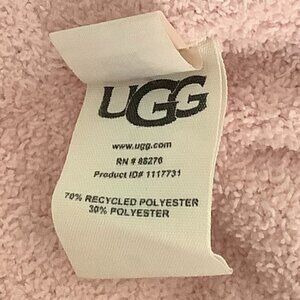 UGG
www.ugg.com
RN # 88276
Product ID# 1117731
70% RECYCLED POLYESTER
30% POLYESTER